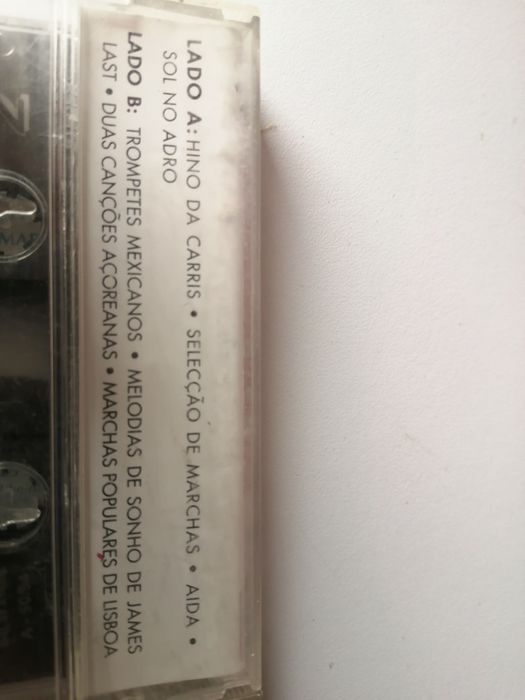 LADO A: HINO DA CARRIS • SELECÇÃO DE MARCHAS • AIDA •
SOL NO ADRO
LADO B: TROMPETES MEXICANOS • MELODIAS DE SONHO DE JAMES
LAST • DUAS CANÇÕES AÇOREANAS • MARCHAS POPULARES DE LISBOA